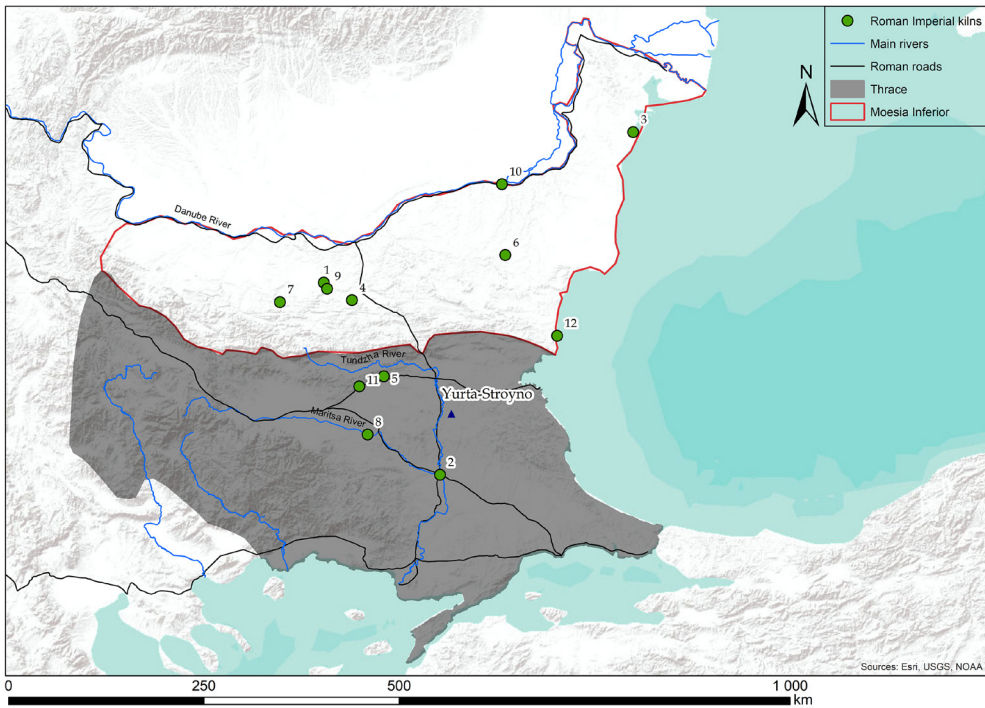 Roman Imperial kilns
Main rivers
Roman roads
Thrace
Moesia Inferior
N
3
10
Danube River
6
1
9
7
4
12
Tundzha River
5
11
Yurta-Stroyno
Maritsa River
8
2
Sources: Esri, USGS, NOAA
0 250 500 1 000
km